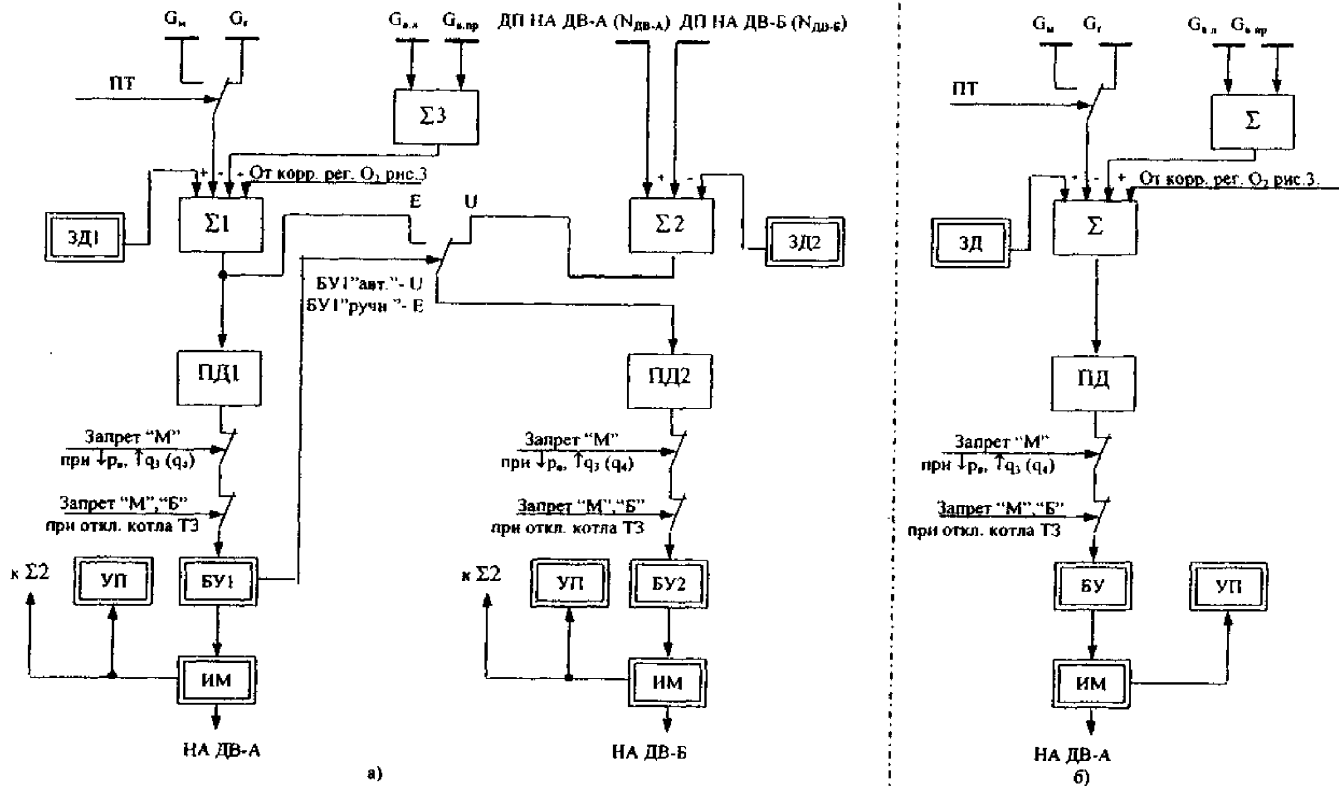 Gм Gг Gв.л Gв.пр ДП НА ДВ-А (NДВ-А) ДП НА ДВ-Б (NДВ-Б)
ПТ
Σ3
+ - + От корр. рег. O2 рис.3
ЗД1
Σ1
E U
+ -
Σ2
ЗД2
БУ1"авт."- U
БУ1"ручн "- E
ПД1
ПД2
Запрет "М"
при ↓pв, ↑q3 (q4)
Запрет "М"
при ↓pв, ↑q3 (q4)
Запрет "М","Б"
при откл. котла ТЗ
Запрет "М","Б"
при откл. котла ТЗ
к Σ2
УП
БУ1
к Σ2
УП
БУ2
ИМ
ИМ
НА ДВ-А
НА ДВ-Б
а)
Gм Gг Gв.л Gв.пр
ПТ
Σ
+ - + От корр. рег. O2 рис.3.
ЗД
Σ
ПД
Запрет "М"
при ↓pв, ↑q3 (q4)
Запрет "М","Б"
при откл. котла ТЗ
БУ
УП
ИМ
НА ДВ-А
б)